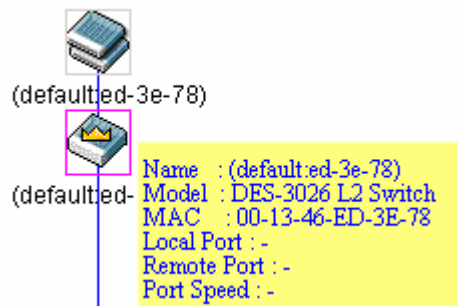 (default:ed-3e-78)
(default:ed-
Name : (default:ed-3e-78)
Model : DES-3026 L2 Switch
MAC : 00-13-46-ED-3E-78
Local Port : -
Remote Port : -
Port Speed : -